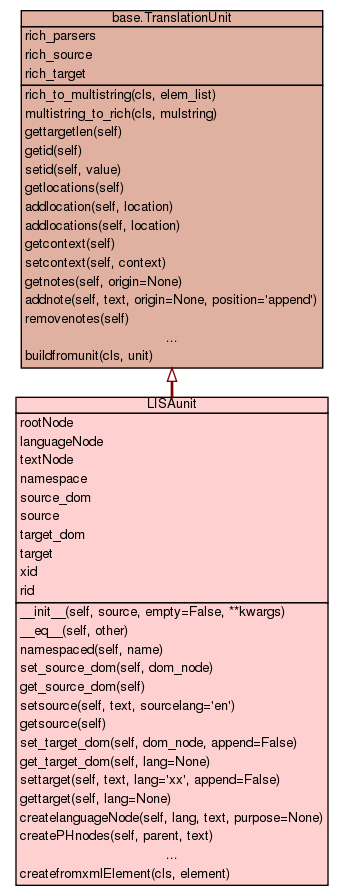 base.TranslationUnit
rich_parsers
rich_source
rich_target
rich_to_multistring(cls, elem_list)
multistring_to_rich(cls, mulstring)
gettargetlen(self)
getid(self)
setid(self, value)
getlocations(self)
addlocation(self, location)
addlocations(self, location)
getcontext(self)
setcontext(self, context)
getnotes(self, origin=None)
addnote(self, text, origin=None, position='append')
removenotes(self)
...
buildfromunit(cls, unit)
LISAunit
rootNode
languageNode
textNode
namespace
source_dom
source
target_dom
target
xid
rid
__init__(self, source, empty=False, **kwargs)
__eq__(self, other)
namespaced(self, name)
set_source_dom(self, dom_node)
get_source_dom(self)
setsource(self, text, sourcelang='en')
getsource(self)
set_target_dom(self, dom_node, append=False)
get_target_dom(self, lang=None)
settarget(self, text, lang='xx', append=False)
gettarget(self, lang=None)
createlanguageNode(self, lang, text, purpose=None)
createPHnodes(self, parent, text)
...
createfromxmlElement(cls, element)